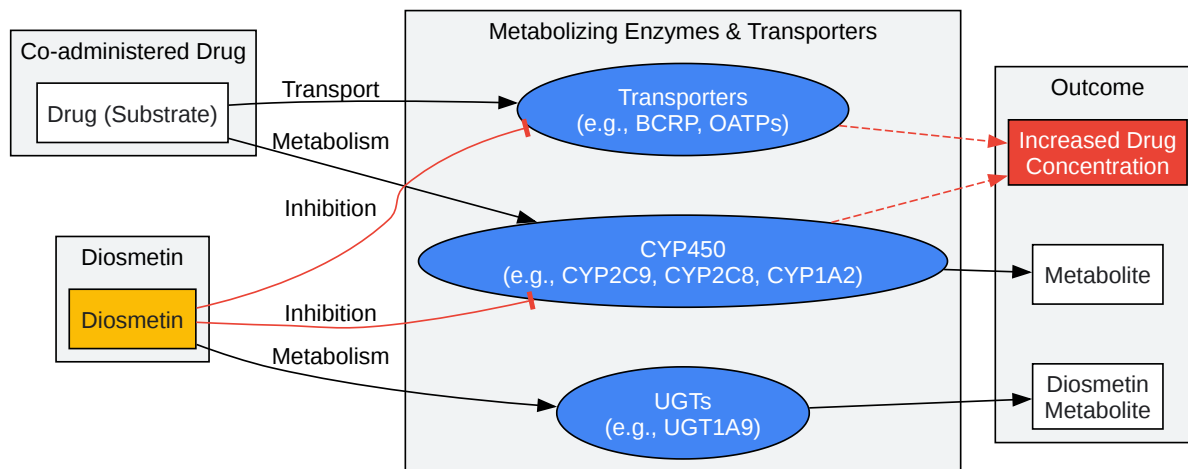 Co-administered Drug
Drug (Substrate)
Transport
Metabolism
Inhibition
Diosmetin
Diosmetin
Inhibition
Metabolism
Metabolizing Enzymes & Transporters
Transporters
(e.g., BCRP, OATPs)
CYP450
(e.g., CYP2C9, CYP2C8, CYP1A2)
UGTs
(e.g., UGT1A9)
Outcome
Increased Drug
Concentration
Metabolite
Diosmetin
Metabolite